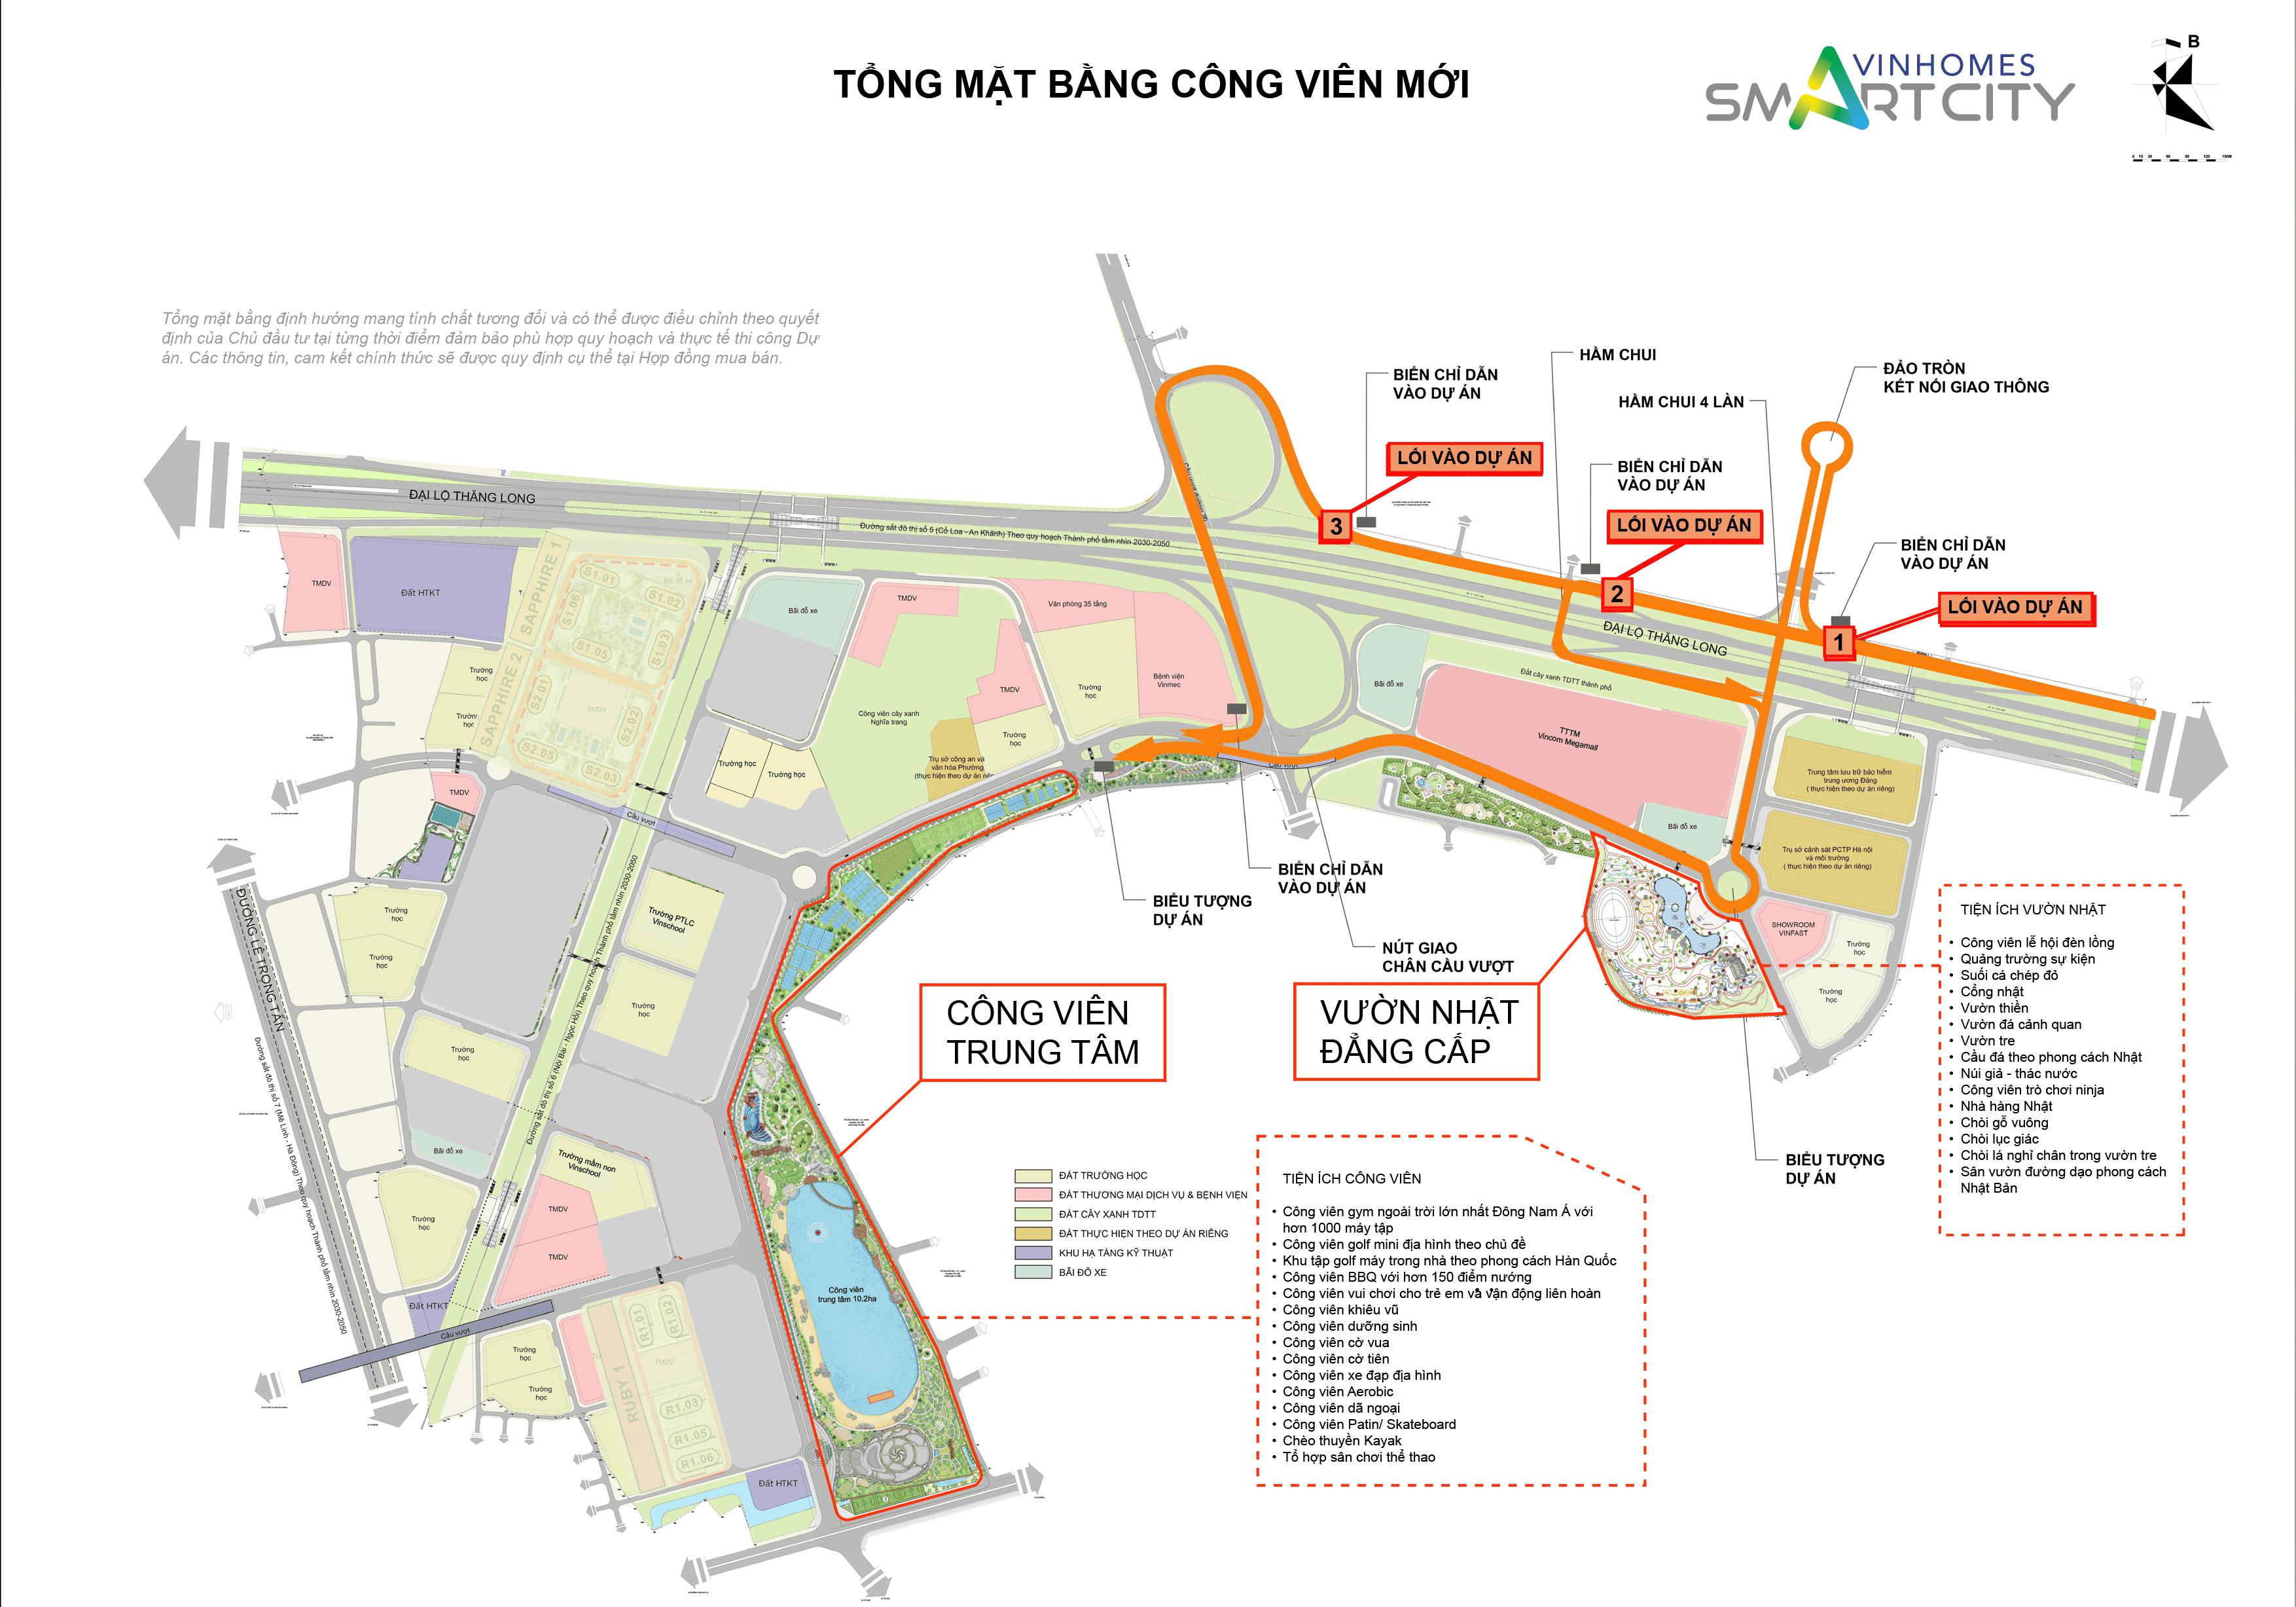 TỔNG MẶT BẰNG CÔNG VIÊN MỚI
VINHOMES
SMARTCITY
B
Tổng mặt bằng định hướng mang tính chất tương đối và có thể được điều chỉnh theo quyết
định của Chủ đầu tư tại từng thời điểm đảm bảo phù hợp quy hoạch và thực tế thi công Dự
án. Các thông tin, cam kết chính thức sẽ được quy định cụ thể tại Hợp đồng mua bán.
HẦM CHUI
ĐẢO TRÒN
KẾT NỐI GIAO THÔNG
BIỂN CHỈ DẪN
VÀO DỰ ÁN
HẦM CHUI 4 LÀN
LỐI VÀO DỰ ÁN
BIỂN CHỈ DẪN
VÀO DỰ ÁN
3
LỐI VÀO DỰ ÁN
BIỂN CHỈ DẪN
VÀO DỰ ÁN
2
LỐI VÀO DỰ ÁN
1
ĐẠI LỘ THĂNG LONG
Đường sắt đô thị số 5 (Cổ Loa - An Khánh) Theo quy hoạch Thành phố tầm nhìn 2030-2050
ĐẠI LỘ THĂNG LONG
TMDV
Đất HTKT
SAPPHIRE 1
S1.01
Bãi đỗ xe
S1.02
S1.06
S1.03
S1.05
SAPPHIRE 2
S2.01
TMDV
S2.02
S2.05
S2.03
Trường
học
Trường
học
Bãi đỗ xe
TMDV
Văn phòng 35 tầng
TMDV
Trường
học
Bệnh viện
Vinmec
Công viên cây xanh
Nghĩa trang
Trường
học
Trụ sở công an và
văn hóa Phường
(thực hiện theo dự án riêng
Bãi đỗ xe
Đất cây xanh TDTT thành phố
TTTM
Vincom Megamall
Bãi đỗ xe
Trung tâm lưu trữ bảo hiểm
trung ương Đảng
( thực hiện theo dự án riêng)
Trụ sở cảnh sát PCTP Hà nội
và môi trường
( thực hiện theo dự án riêng)
SHOWROOM
VINFAST
Trường
học
Trường
học
Trường học
Trường học
TMDV
Cầu vượt
Cầu vượt
BIỂU TƯỢNG
DỰ ÁN
BIỂN CHỈ DẪN
VÀO DỰ ÁN
NÚT GIAO
CHÂN CẦU VƯỢT
CÔNG VIÊN
TRUNG TÂM
VƯỜN NHẬT
ĐẲNG CẤP
BIỂU TƯỢNG
DỰ ÁN
ĐƯỜNG LÊ TRỌNG TẤN
Đường sắt đô thị số 7 (Mê Linh - Hà Đông) Theo quy hoạch Thành phố tầm nhìn 2030-2050
Đường sắt đô thị số 6 (Nội Bài - Ngọc Hồi) Theo quy hoạch Thành phố tầm nhìn 2030-2050
Trường
học
Trường
học
Trường PTLC
Vinschool
Trường
học
Trường
học
Bãi đỗ xe
Trường mầm non
Vinschool
Trường
học
TMDV
TMDV
Đất HTKT
Cầu vượt
Trường
học
Trường
học
RUBY 1
R1.01
R1.02
TMDV
R1.03
R1.05
R1.06
Đất HTKT
Công viên
trung tâm 10.2ha
ĐẤT TRƯỜNG HỌC
ĐẤT THƯƠNG MẠI DỊCH VỤ & BỆNH VIỆN
ĐẤT CÂY XANH TDTT
ĐẤT THỰC HIỆN THEO DỰ ÁN RIÊNG
KHU HẠ TẦNG KỸ THUẬT
BÃI ĐỖ XE
TIỆN ÍCH CÔNG VIÊN
• Công viên gym ngoài trời lớn nhất Đông Nam Á với
hơn 1000 máy tập
• Công viên golf mini địa hình theo chủ đề
• Khu tập golf máy trong nhà theo phong cách Hàn Quốc
• Công viên BBQ với hơn 150 điểm nướng
• Công viên vui chơi cho trẻ em và vận động liên hoàn
• Công viên khiêu vũ
• Công viên dưỡng sinh
• Công viên cờ vua
• Công viên cờ tiên
• Công viên xe đạp địa hình
• Công viên Aerobic
• Công viên dã ngoại
• Công viên Patin/ Skateboard
• Chèo thuyền Kayak
• Tổ hợp sân chơi thể thao
TIỆN ÍCH VƯỜN NHẬT
• Công viên lễ hội đèn lồng
• Quảng trường sự kiện
• Suối cá chép đỏ
• Cổng nhật
• Vườn thiền
• Vườn đá cảnh quan
• Vườn tre
• Cầu đá theo phong cách Nhật
• Núi giả - thác nước
• Công viên trò chơi ninja
• Nhà hàng Nhật
• Chòi gỗ vuông
• Chòi lục giác
• Chòi lá nghỉ chân trong vườn tre
• Sân vườn đường dạo phong cách
Nhật Bản